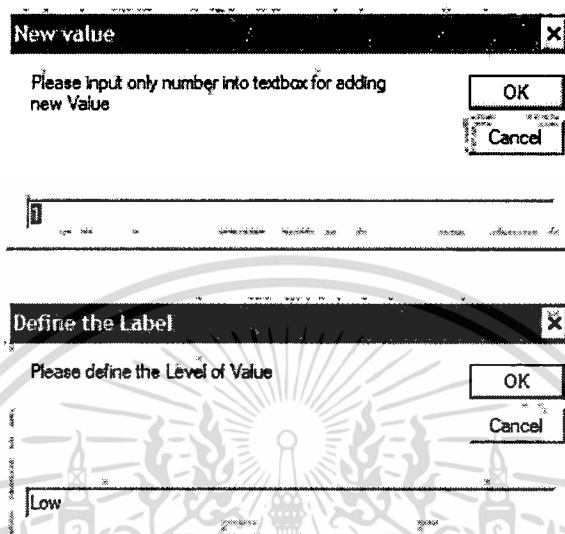 New value
Please input only number into textbox for adding
new Value
OK
Cancel
1
Define the Label
Please define the Level of Value
OK
Cancel
Low